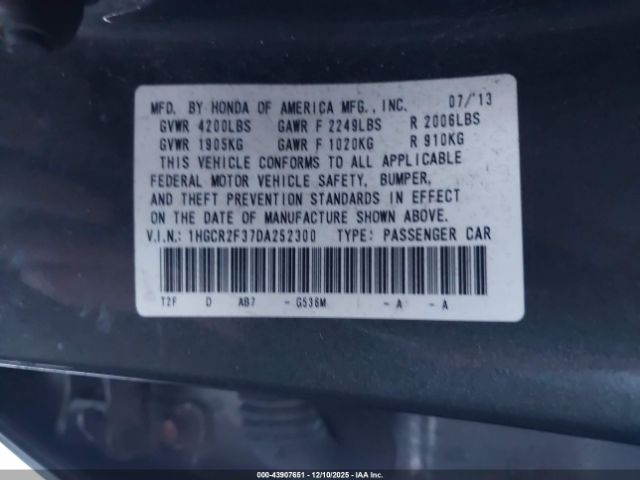 MFD. BY HONDA OF AMERICA MFG., INC. 07/'13
GVWR 4200LBS GAWR F 2249LBS R 2006LBS
GVWR 1905KG GAWR F 1020KG R 910KG
THIS VEHICLE CONFORMS TO ALL APPLICABLE
FEDERAL MOTOR VEHICLE SAFETY, BUMPER,
AND THEFT PREVENTION STANDARDS IN EFFECT
ON THE DATE OF MANUFACTURE SHOWN ABOVE.
V.I.N.: 1HGCR2F37DA252300 TYPE: PASSENGER CAR
T2F D AB7 - G536M - A - A
000-43907651 - 12/10/2025 - IAA Inc.